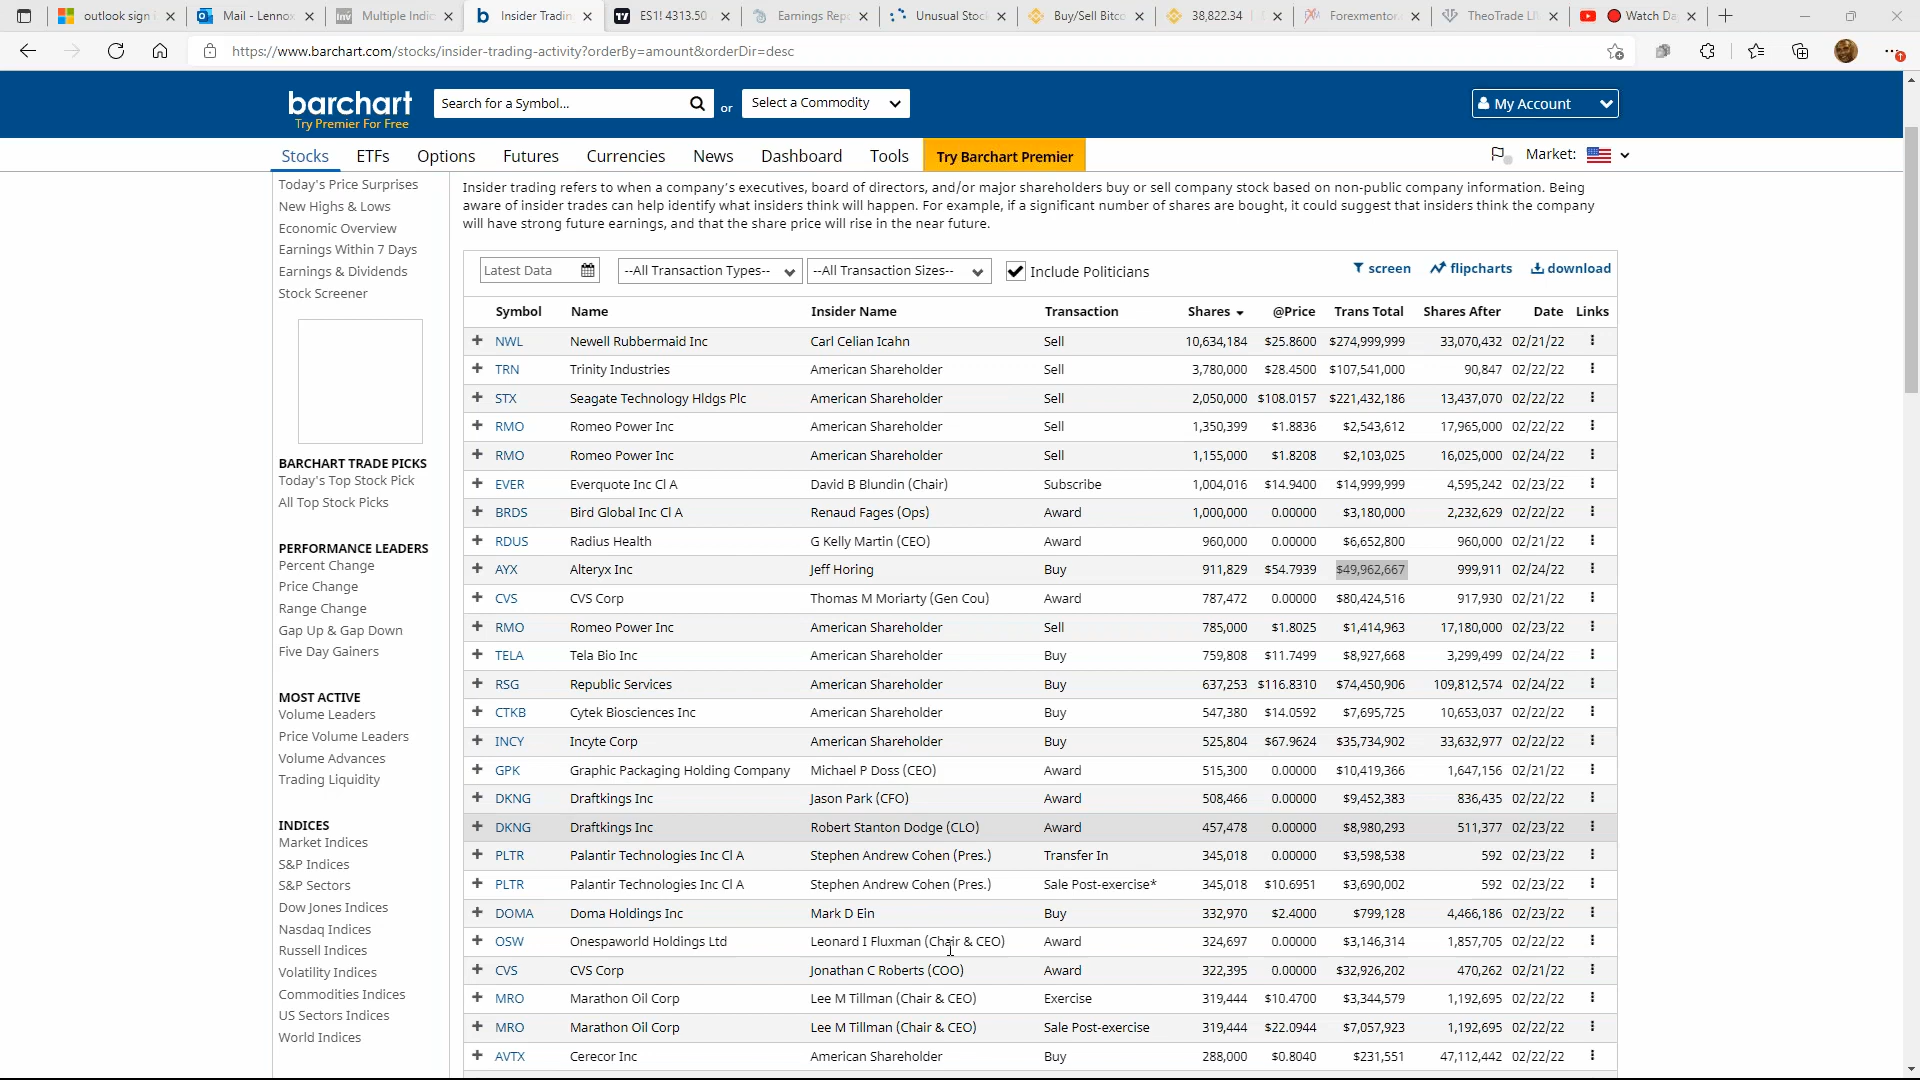 outlook sign i
Mail - Lennox
Multiple Indic
Insider Tradin
ES1! 4313.50
Earnings Repo
Unusual Stock
Buy/Sell Bitco
38,822.34
Forexmentor
TheoTrade LI
Watch Da
https://www.barchart.com/stocks/insider-trading-activity?orderBy=amount&orderDir=desc
barchart
Try Premier For Free
Search for a Symbol...
or
Select a Commodity
My Account
Stocks ETFs Options Futures Currencies News Dashboard Tools Try Barchart Premier
Market:
Today's Price Surprises
New Highs & Lows
Economic Overview
Earnings Within 7 Days
Earnings & Dividends
Stock Screener
BARCHART TRADE PICKS
Today's Top Stock Pick
All Top Stock Picks
PERFORMANCE LEADERS
Percent Change
Price Change
Range Change
Gap Up & Gap Down
Five Day Gainers
MOST ACTIVE
Volume Leaders
Price Volume Leaders
Volume Advances
Trading Liquidity
INDICES
Market Indices
S&P Indices
S&P Sectors
Dow Jones Indices
Nasdaq Indices
Russell Indices
Volatility Indices
Commodities Indices
US Sectors Indices
World Indices
Insider trading refers to when a company's executives, board of directors, and/or major shareholders buy or sell company stock based on non-public company information. Being
aware of insider trades can help identify what insiders think will happen. For example, if a significant number of shares are bought, it could suggest that insiders think the company
will have strong future earnings, and that the share price will rise in the near future.
Latest Data --All Transaction Types-- --All Transaction Sizes-- Include Politicians screen flipcharts download
Symbol Name Insider Name Transaction Shares @Price Trans Total Shares After Date Links
NWL Newell Rubbermaid Inc Carl Celian Icahn Sell 10,634,184 $25.8600 $274,999,999 33,070,432 02/21/22
TRN Trinity Industries American Shareholder Sell 3,780,000 $28.4500 $107,541,000 90,847 02/22/22
STX Seagate Technology Hldgs Plc American Shareholder Sell 2,050,000 $108.0157 $221,432,186 13,437,070 02/22/22
RMO Romeo Power Inc American Shareholder Sell 1,350,399 $1.8836 $2,543,612 17,965,000 02/22/22
RMO Romeo Power Inc American Shareholder Sell 1,155,000 $1.8208 $2,103,025 16,025,000 02/24/22
EVER Everquote Inc Cl A David B Blundin (Chair) Subscribe 1,004,016 $14.9400 $14,999,999 4,595,242 02/23/22
BRDS Bird Global Inc Cl A Renaud Fages (Ops) Award 1,000,000 0.00000 $3,180,000 2,232,629 02/22/22
RDUS Radius Health G Kelly Martin (CEO) Award 960,000 0.00000 $6,652,800 960,000 02/21/22
AYX Alteryx Inc Jeff Horing Buy 911,829 $54.7939 $49,962,667 999,911 02/24/22
CVS CVS Corp Thomas M Moriarty (Gen Cou) Award 787,472 0.00000 $80,424,516 917,930 02/21/22
RMO Romeo Power Inc American Shareholder Sell 785,000 $1.8025 $1,414,963 17,180,000 02/23/22
TELA Tela Bio Inc American Shareholder Buy 759,808 $11.7499 $8,927,668 3,299,499 02/24/22
RSG Republic Services American Shareholder Buy 637,253 $116.8310 $74,450,906 109,812,574 02/24/22
CTKB Cytek Biosciences Inc American Shareholder Buy 547,380 $14.0592 $7,695,725 10,653,037 02/22/22
INCY Incyte Corp American Shareholder Buy 525,804 $67.9624 $35,734,902 33,632,977 02/22/22
GPK Graphic Packaging Holding Company Michael P Doss (CEO) Award 515,300 0.00000 $10,419,366 1,647,156 02/21/22
DKNG Draftkings Inc Jason Park (CFO) Award 508,466 0.00000 $9,452,383 836,435 02/22/22
DKNG Draftkings Inc Robert Stanton Dodge (CLO) Award 457,478 0.00000 $8,980,293 511,377 02/23/22
PLTR Palantir Technologies Inc Cl A Stephen Andrew Cohen (Pres.) Transfer In 345,018 0.00000 $3,598,538 592 02/23/22
PLTR Palantir Technologies Inc Cl A Stephen Andrew Cohen (Pres.) Sale Post-exercise* 345,018 $10.6951 $3,690,002 592 02/23/22
DOMA Doma Holdings Inc Mark D Ein Buy 332,970 $2.4000 $799,128 4,466,186 02/23/22
OSW Onespaworld Holdings Ltd Leonard I Fluxman (Chair & CEO) Award 324,697 0.00000 $3,146,314 1,857,705 02/22/22
CVS CVS Corp Jonathan C Roberts (COO) Award 322,395 0.00000 $32,926,202 470,262 02/21/22
MRO Marathon Oil Corp Lee M Tillman (Chair & CEO) Exercise 319,444 $10.4700 $3,344,579 1,192,695 02/22/22
MRO Marathon Oil Corp Lee M Tillman (Chair & CEO) Sale Post-exercise 319,444 $22.0944 $7,057,923 1,192,695 02/22/22
AVTX Cerecor Inc American Shareholder Buy 288,000 $0.8040 $231,551 47,112,442 02/22/22